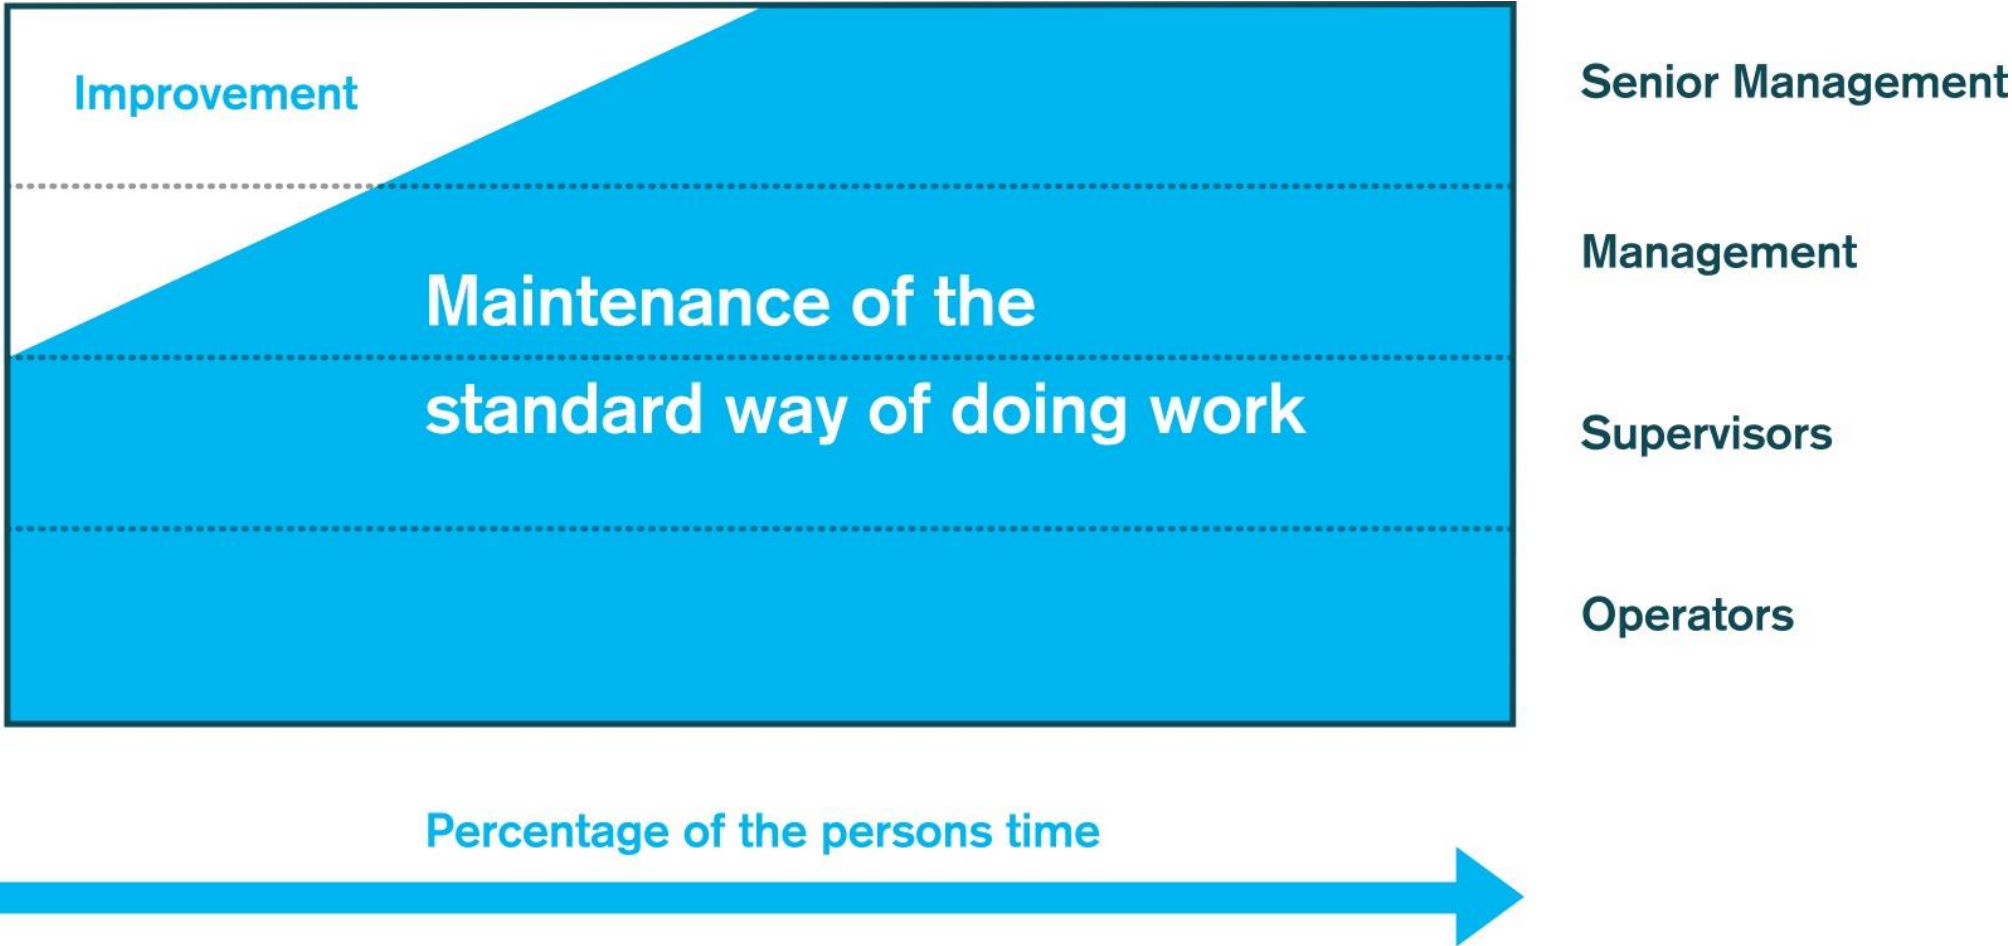 Improvement
Senior Management
Management
Maintenance of the
standard way of doing work
Supervisors
Operators
Percentage of the persons time